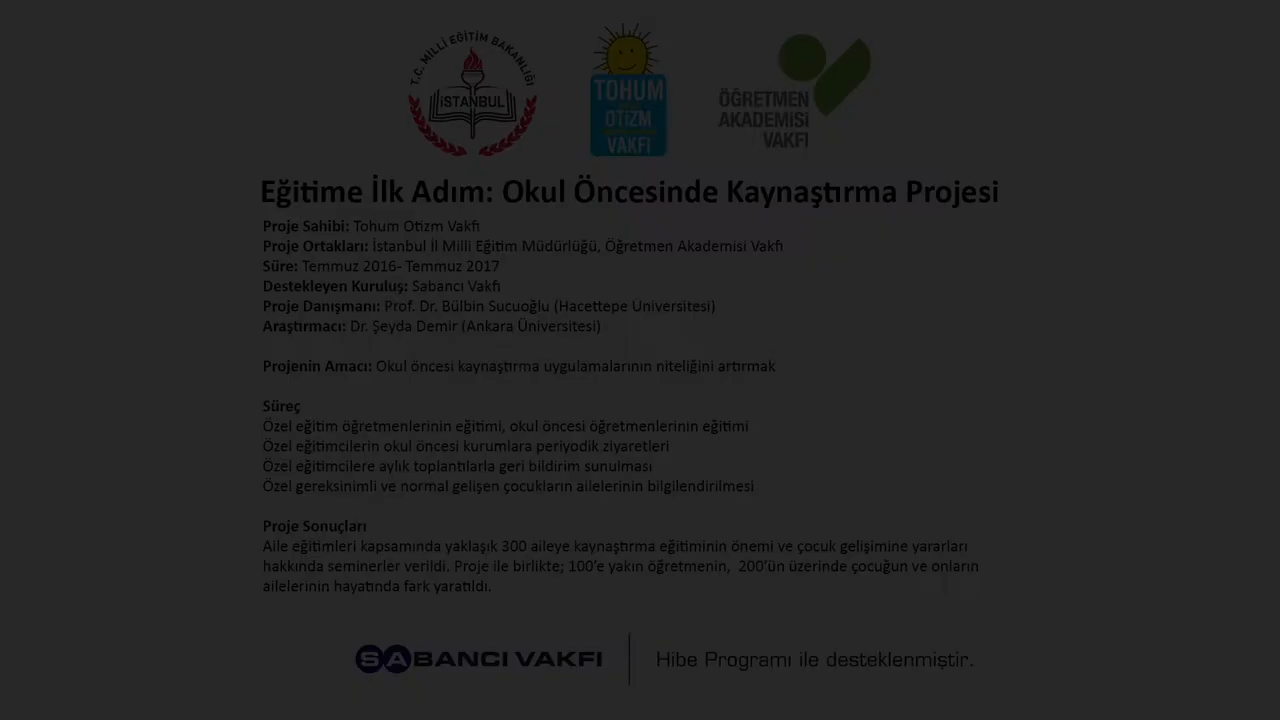 T.C. MİLLİ EĞİTİM BAKANLIĞI
İSTANBUL
TOHUM
OTİZM
VAKFI
ÖĞRETMEN
AKADEMİSİ
VAKFI
Eğitime İlk Adım: Okul Öncesinde Kaynaştırma Projesi
Proje Sahibi: Tohum Otizm Vakfı
Proje Ortakları: İstanbul İl Milli Eğitim Müdürlüğü, Öğretmen Akademisi Vakfı
Süre: Temmuz 2016- Temmuz 2017
Destekleyen Kuruluş: Sabancı Vakfı
Proje Danışmanı: Prof. Dr. Bülbin Sucuoğlu (Hacettepe Üniversitesi)
Araştırmacı: Dr. Şeyda Demir (Ankara Üniversitesi)
Projenin Amacı: Okul öncesi kaynaştırma uygulamalarının niteliğini artırmak
Süreç
Özel eğitim öğretmenlerinin eğitimi, okul öncesi öğretmenlerinin eğitimi
Özel eğitimcilerin okul öncesi kurumlara periyodik ziyaretleri
Özel eğitimcilere aylık toplantılarla geri bildirim sunulması
Özel gereksinimli ve normal gelişen çocukların ailelerinin bilgilendirilmesi
Proje Sonuçları
Aile eğitimleri kapsamında yaklaşık 300 aileye kaynaştırma eğitiminin önemi ve çocuk gelişimine yararları
hakkında seminerler verildi. Proje ile birlikte; 100’e yakın öğretmenin, 200’ün üzerinde çocuğun ve onların
ailelerinin hayatında fark yaratıldı.
SABANCI VAKFI
Hibe Programı ile desteklenmiştir.